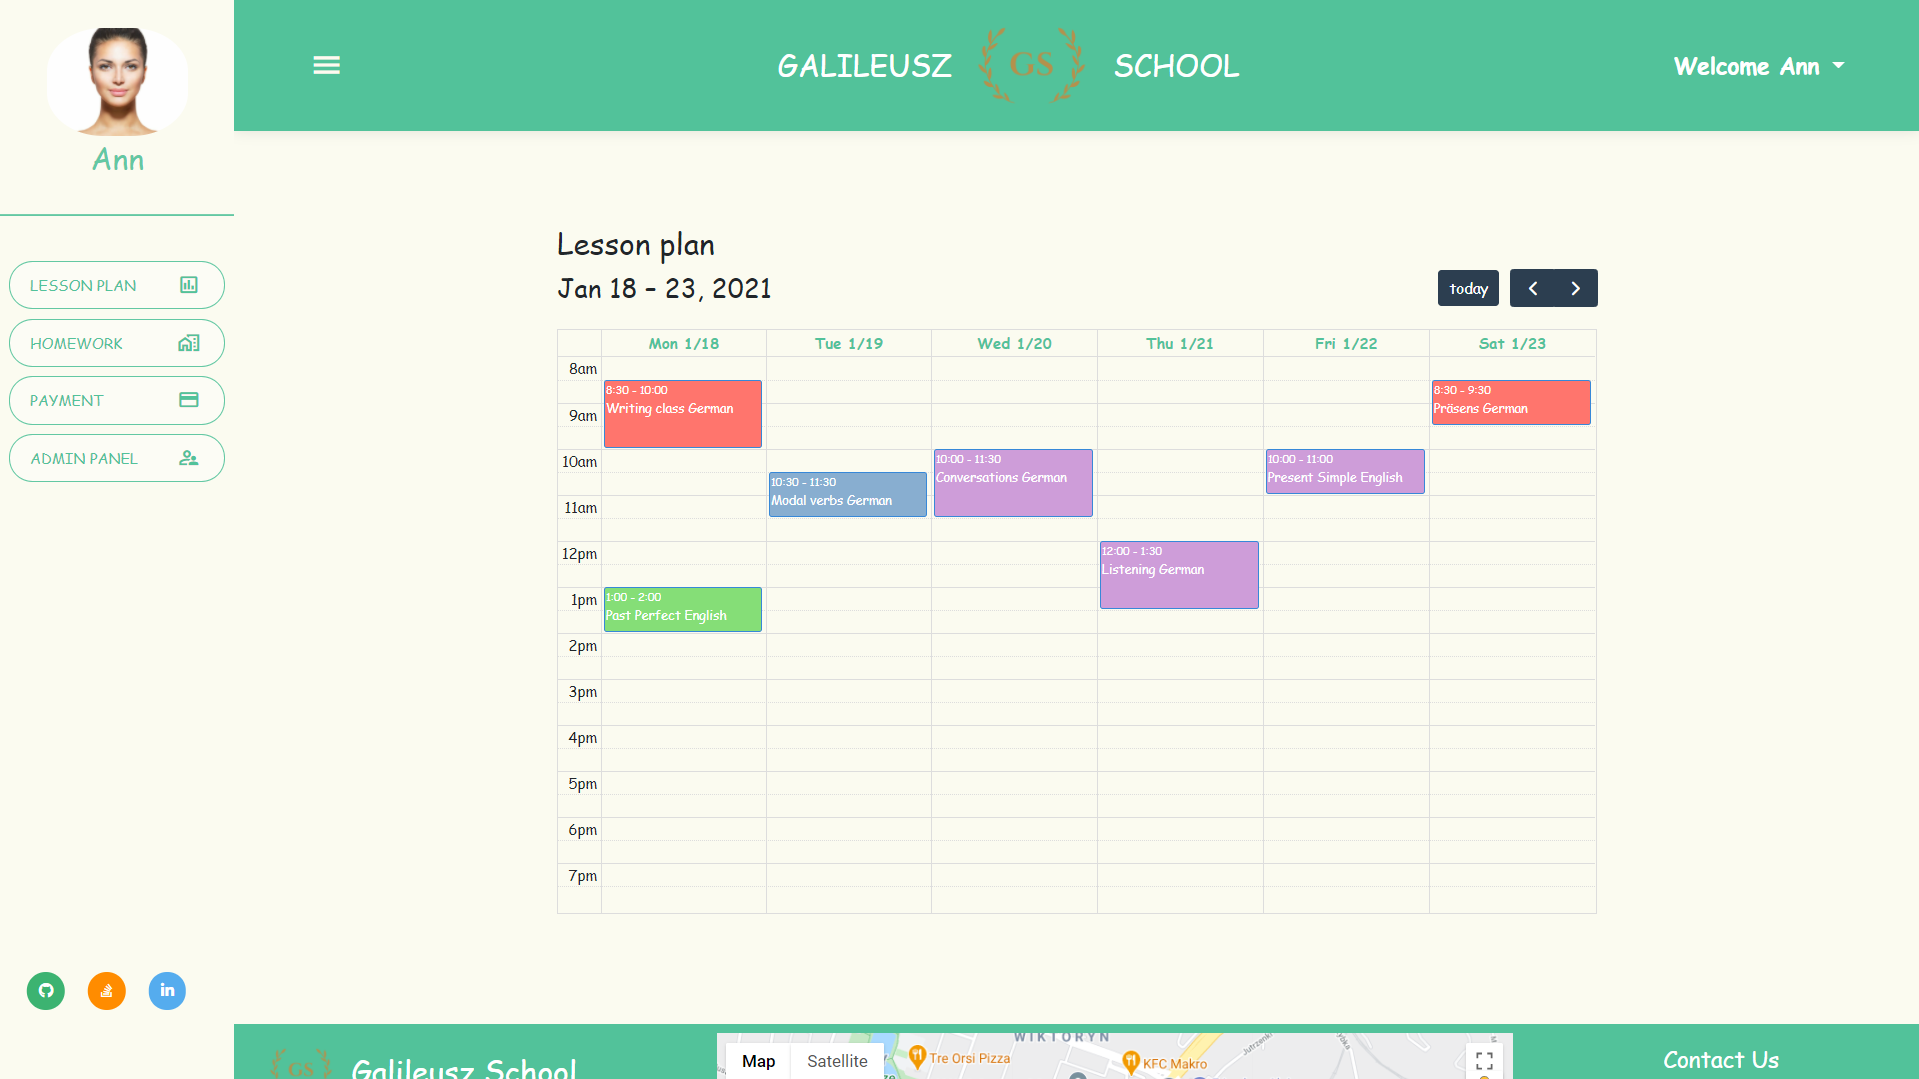 GALILEUSZ GS SCHOOL
Welcome Ann
Ann
LESSON PLAN
HOMEWORK
PAYMENT
ADMIN PANEL
Lesson plan
Jan 18 – 23, 2021
today
Mon 1/18 Tue 1/19 Wed 1/20 Thu 1/21 Fri 1/22 Sat 1/23
8am
8:30 - 10:00
Writing class German
8:30 - 9:30
Präsens German
9am
10am
10:00 - 11:30
Conversations German
10:00 - 11:00
Present Simple English
10:30 - 11:30
Modal verbs German
11am
12pm
12:00 - 1:30
Listening German
1pm
1:00 - 2:00
Past Perfect English
2pm
3pm
4pm
5pm
6pm
7pm
GS Galileusz School
Map Satellite
WIKTORYN
Tre Orsi Pizza
KFC Makro
Contact Us